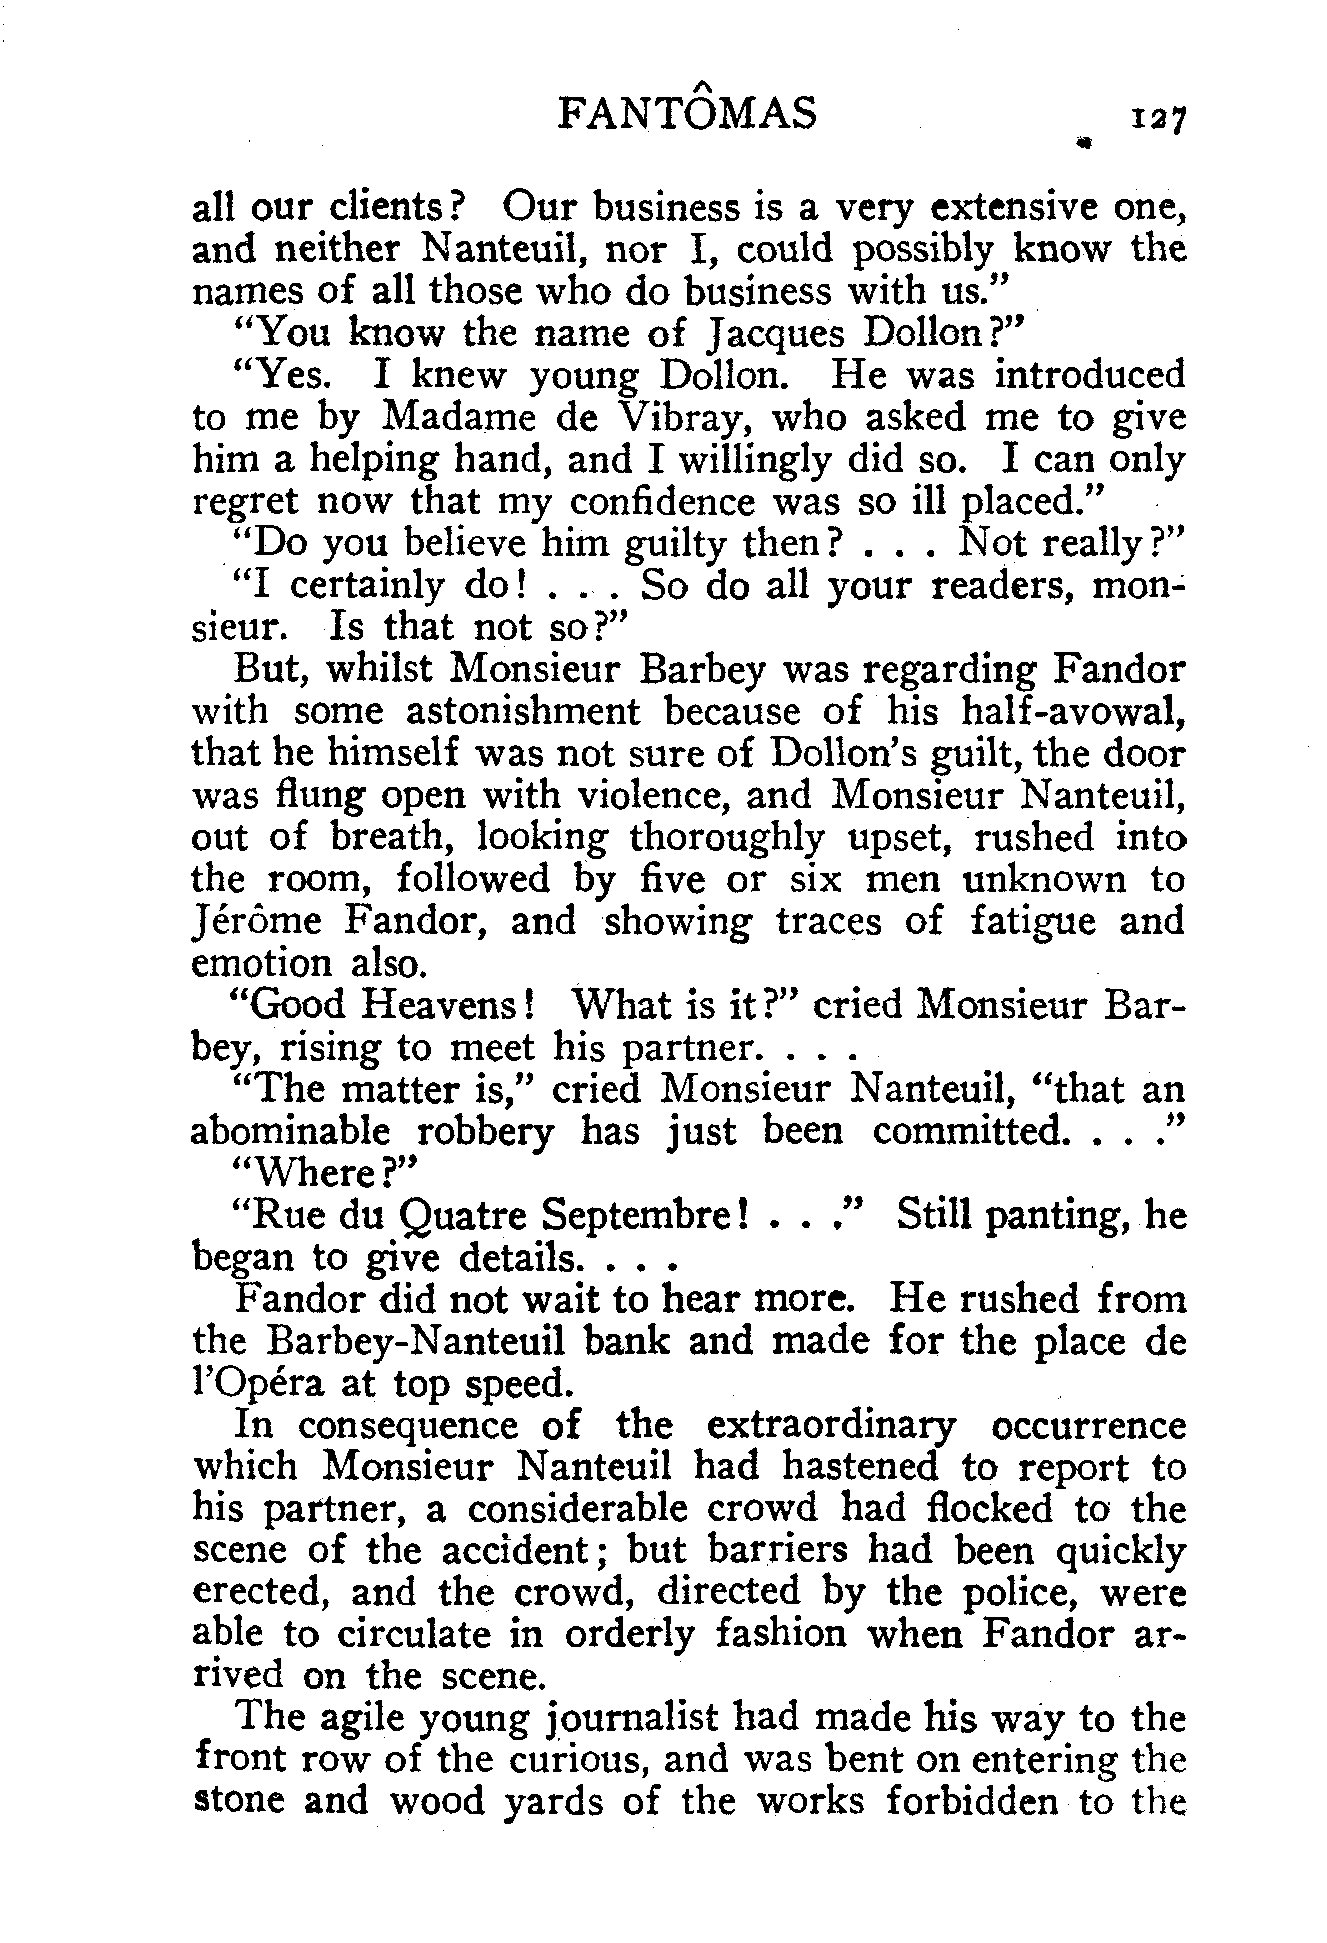 FANTÔMAS 127
all our clients? Our business is a very extensive one,
and neither Nanteuil, nor I, could possibly know the
names of all those who do business with us."
"You know the name of Jacques Dollon?"
"Yes. I knew young Dollon. He was introduced
to me by Madame de Vibray, who asked me to give
him a helping hand, and I willingly did so. I can only
regret now that my confidence was so ill placed."
"Do you believe him guilty then? . . . Not really?"
"I certainly do! . . . So do all your readers, mon-
sieur. Is that not so?"
But, whilst Monsieur Barbey was regarding Fandor
with some astonishment because of his half-avowal,
that he himself was not sure of Dollon's guilt, the door
was flung open with violence, and Monsieur Nanteuil,
out of breath, looking thoroughly upset, rushed into
the room, followed by five or six men unknown to
Jérôme Fandor, and showing traces of fatigue and
emotion also.
"Good Heavens! What is it?" cried Monsieur Bar-
bey, rising to meet his partner. . . .
"The matter is," cried Monsieur Nanteuil, "that an
abominable robbery has just been committed. . . ."
"Where?"
"Rue du Quatre Septembre! . . ." Still panting, he
began to give details. . . .
Fandor did not wait to hear more. He rushed from
the Barbey-Nanteuil bank and made for the place de
l'Opéra at top speed.
In consequence of the extraordinary occurrence
which Monsieur Nanteuil had hastened to report to
his partner, a considerable crowd had flocked to the
scene of the accident; but barriers had been quickly
erected, and the crowd, directed by the police, were
able to circulate in orderly fashion when Fandor ar-
rived on the scene.
The agile young journalist had made his way to the
front row of the curious, and was bent on entering the
stone and wood yards of the works forbidden to the